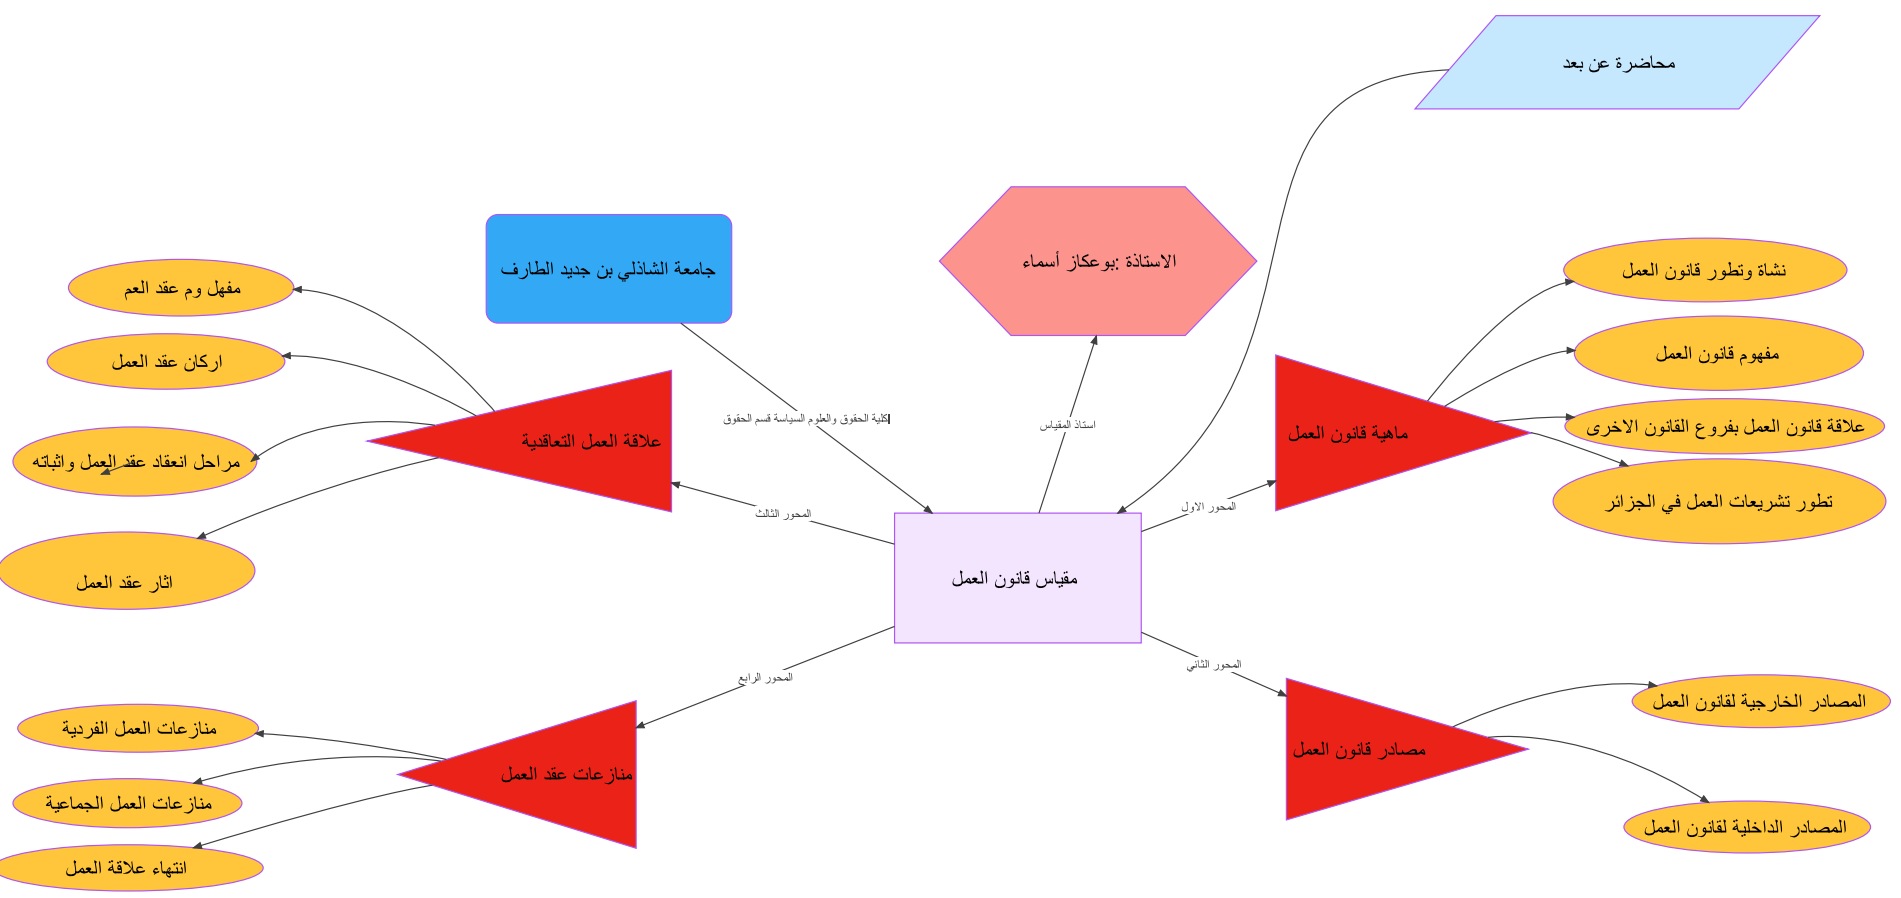 محاضرة عن بعد
جامعة الشاذلي بن جديد الطارف
الاستاذة :بوعكاز أسماء
كلية الحقوق والعلوم السياسة قسم الحقوق
استاذ المقياس
مقياس قانون العمل
المحور الاول
ماهية قانون العمل
نشاة وتطور قانون العمل
مفهوم قانون العمل
علاقة قانون العمل بفروع القانون الاخرى
تطور تشريعات العمل في الجزائر
المحور الثاني
مصادر قانون العمل
المصادر الخارجية لقانون العمل
المصادر الداخلية لقانون العمل
المحور الثالث
علاقة العمل التعاقدية
مفهل وم عقد العم
اركان عقد العمل
مراحل انعقاد عقد العمل واثباته
اثار عقد العمل
المحور الرابع
منازعات عقد العمل
منازعات العمل الفردية
منازعات العمل الجماعية
انتهاء علاقة العمل